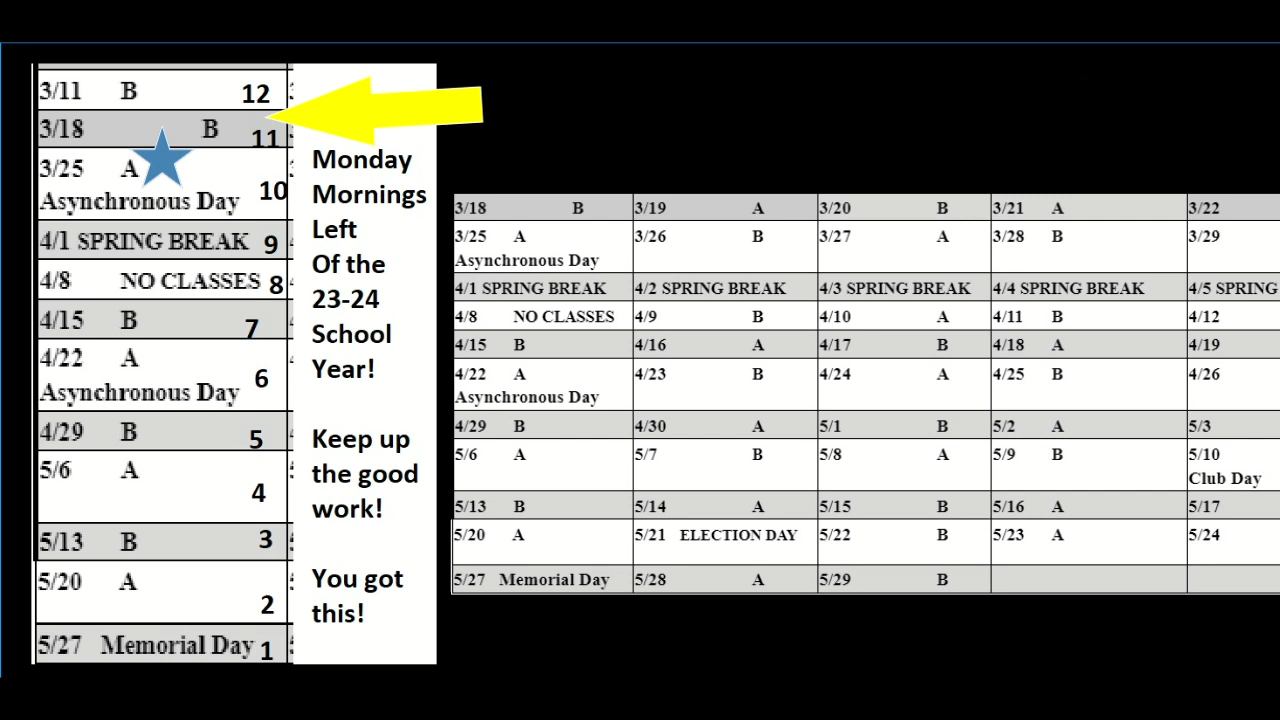 3/11 B 12
3/18 B 11
3/25 A
Asynchronous Day 10
4/1 SPRING BREAK 9
4/8 NO CLASSES 8
4/15 B 7
4/22 A
Asynchronous Day 6
4/29 B 5
5/6 A
4
5/13 B 3
5/20 A
2
5/27 Memorial Day 1
Monday
Mornings
Left
Of the
23-24
School
Year!
Keep up
the good
work!
You got
this!
3/18 B 3/19 A 3/20 B 3/21 A 3/22
3/25 A 3/26 B 3/27 A 3/28 B 3/29
Asynchronous Day
4/1 SPRING BREAK 4/2 SPRING BREAK 4/3 SPRING BREAK 4/4 SPRING BREAK 4/5 SPRING
4/8 NO CLASSES 4/9 B 4/10 A 4/11 B 4/12
4/15 B 4/16 A 4/17 B 4/18 A 4/19
4/22 A 4/23 B 4/24 A 4/25 B 4/26
Asynchronous Day
4/29 B 4/30 A 5/1 B 5/2 A 5/3
5/6 A 5/7 B 5/8 A 5/9 B 5/10
Club Day
5/13 B 5/14 A 5/15 B 5/16 A 5/17
5/20 A 5/21 ELECTION DAY 5/22 B 5/23 A 5/24
5/27 Memorial Day 5/28 A 5/29 B